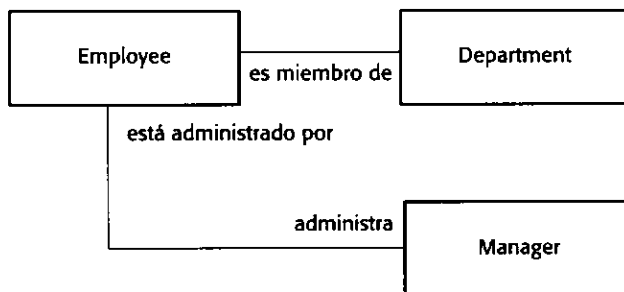 Employee
Department
es miembro de
está administrado por
administra
Manager